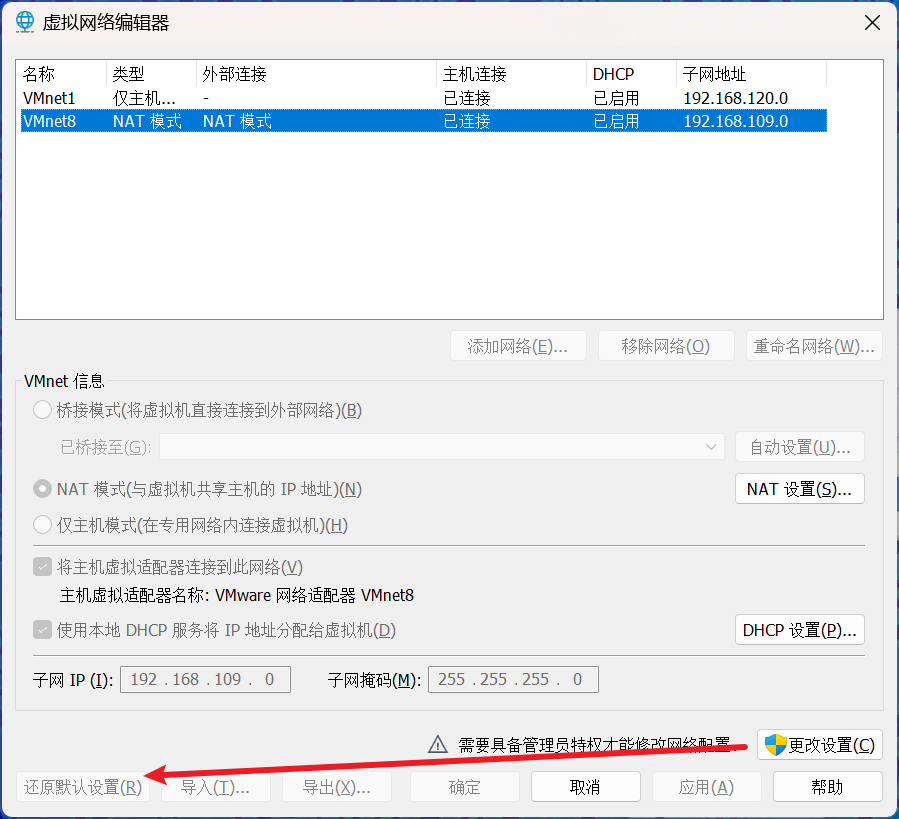 虚拟网络编辑器
名称 类型 外部连接 主机连接 DHCP 子网地址
VMnet1 仅主机... - 已连接 已启用 192.168.120.0
VMnet8 NAT 模式 NAT 模式 已连接 已启用 192.168.109.0
添加网络(E)... 移除网络(O) 重命名网络(W)...
VMnet 信息
桥接模式(将虚拟机直接连接到外部网络)(B)
已桥接至(G): 自动设置(U)...
NAT 模式(与虚拟机共享主机的 IP 地址)(N) NAT 设置(S)...
仅主机模式(在专用网络内连接虚拟机)(H)
将主机虚拟适配器连接到此网络(V)
主机虚拟适配器名称: VMware 网络适配器 VMnet8
使用本地 DHCP 服务将 IP 地址分配给虚拟机(D) DHCP 设置(P)...
子网 IP (I): 192 . 168 . 109 . 0 子网掩码(M): 255 . 255 . 255 . 0
需要具备管理员特权才能修改网络配置。 更改设置(C)
还原默认设置(R) 导入(T)... 导出(X)... 确定 取消 应用(A) 帮助